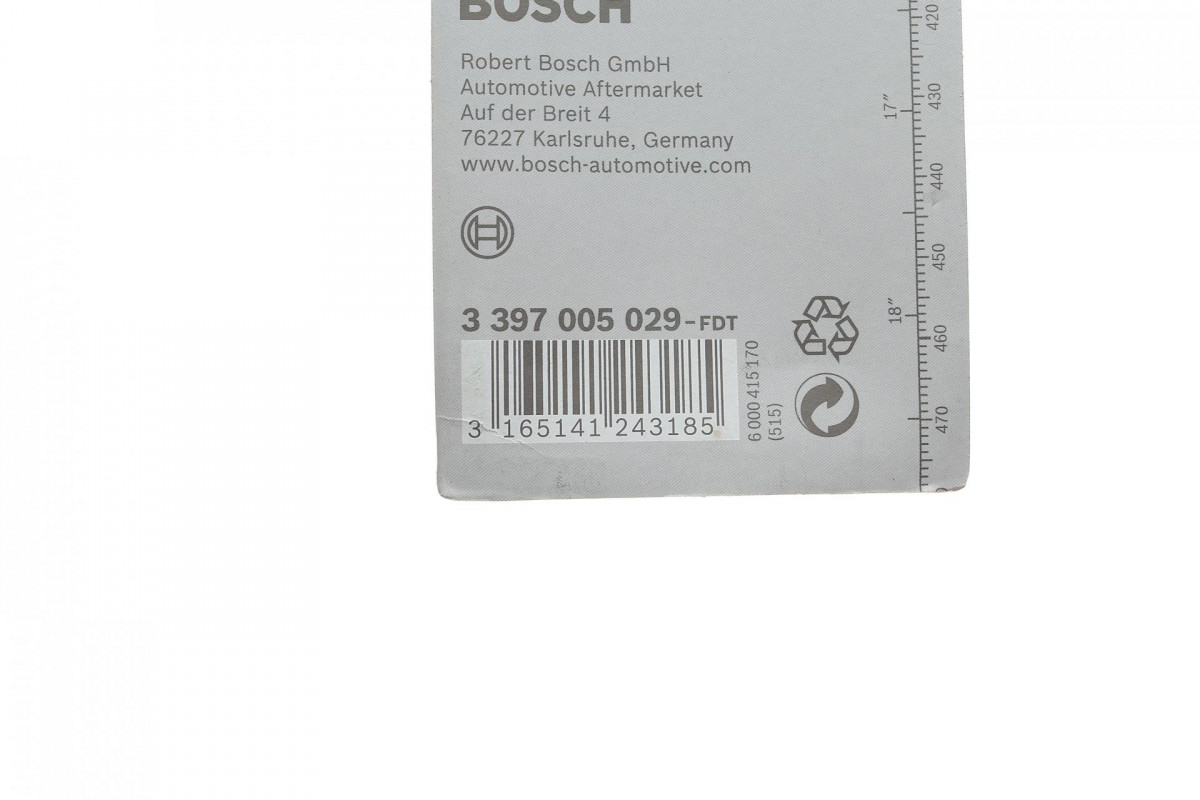 BOSCH
Robert Bosch GmbH
Automotive Aftermarket
Auf der Breit 4
76227 Karlsruhe, Germany
www.bosch-automotive.com
3 397 005 029-FDT
3 165141 243185
6 000 415 170
(515)
17″
18″
420
430
440
450
460
470